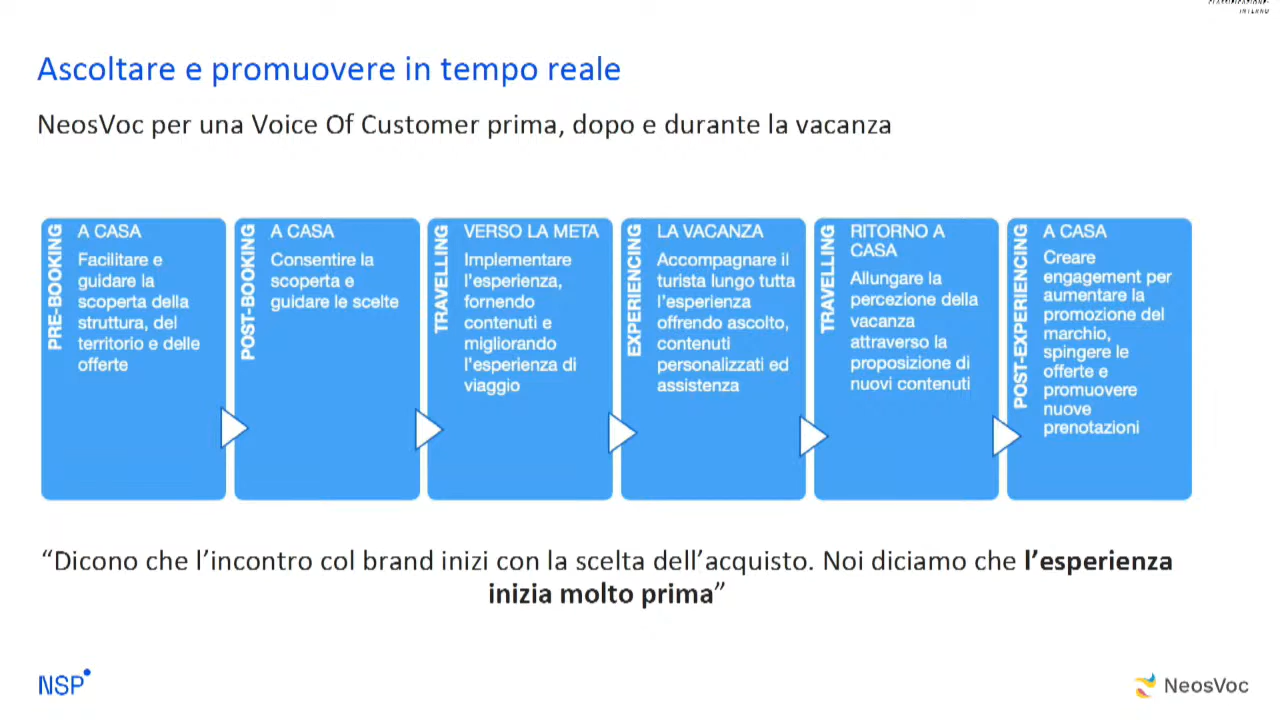 CLASSIFICAZIONE:
INTERNO
Ascoltare e promuovere in tempo reale
NeosVoc per una Voice Of Customer prima, dopo e durante la vacanza
PRE-BOOKING
A CASA
Facilitare e
guidare la
scoperta della
struttura, del
territorio e delle
offerte
POST-BOOKING
A CASA
Consentire la
scoperta e
guidare le scelte
TRAVELLING
VERSO LA META
Implementare
l'esperienza,
fornendo
contenuti e
migliorando
l'esperienza di
viaggio
EXPERIENCING
LA VACANZA
Accompagnare il
turista lungo tutta
l'esperienza
offrendo ascolto,
contenuti
personalizzati ed
assistenza
TRAVELLING
RITORNO A
CASA
Allungare la
percezione della
vacanza
attraverso la
proposizione di
nuovi contenuti
POST-EXPERIENCING
A CASA
Creare
engagement per
aumentare la
promozione del
marchio,
spingere le
offerte e
promuovere
nuove
prenotazioni
“Dicono che l’incontro col brand inizi con la scelta dell’acquisto. Noi diciamo che l’esperienza
inizia molto prima”
NSP
NeosVoc